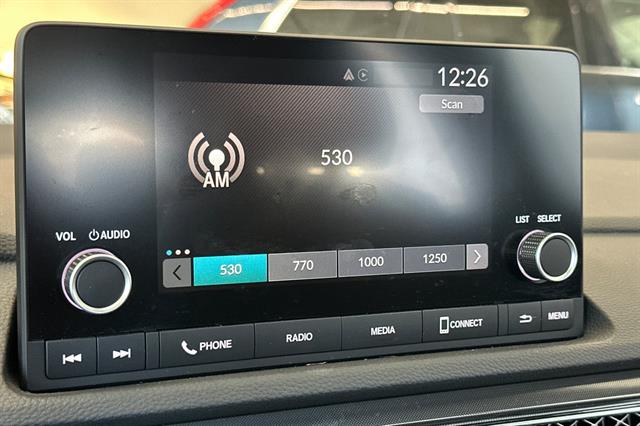 12:26
Scan
530
AM
VOL AUDIO
LIST SELECT
530 770 1000 1250
PHONE RADIO MEDIA CONNECT MENU